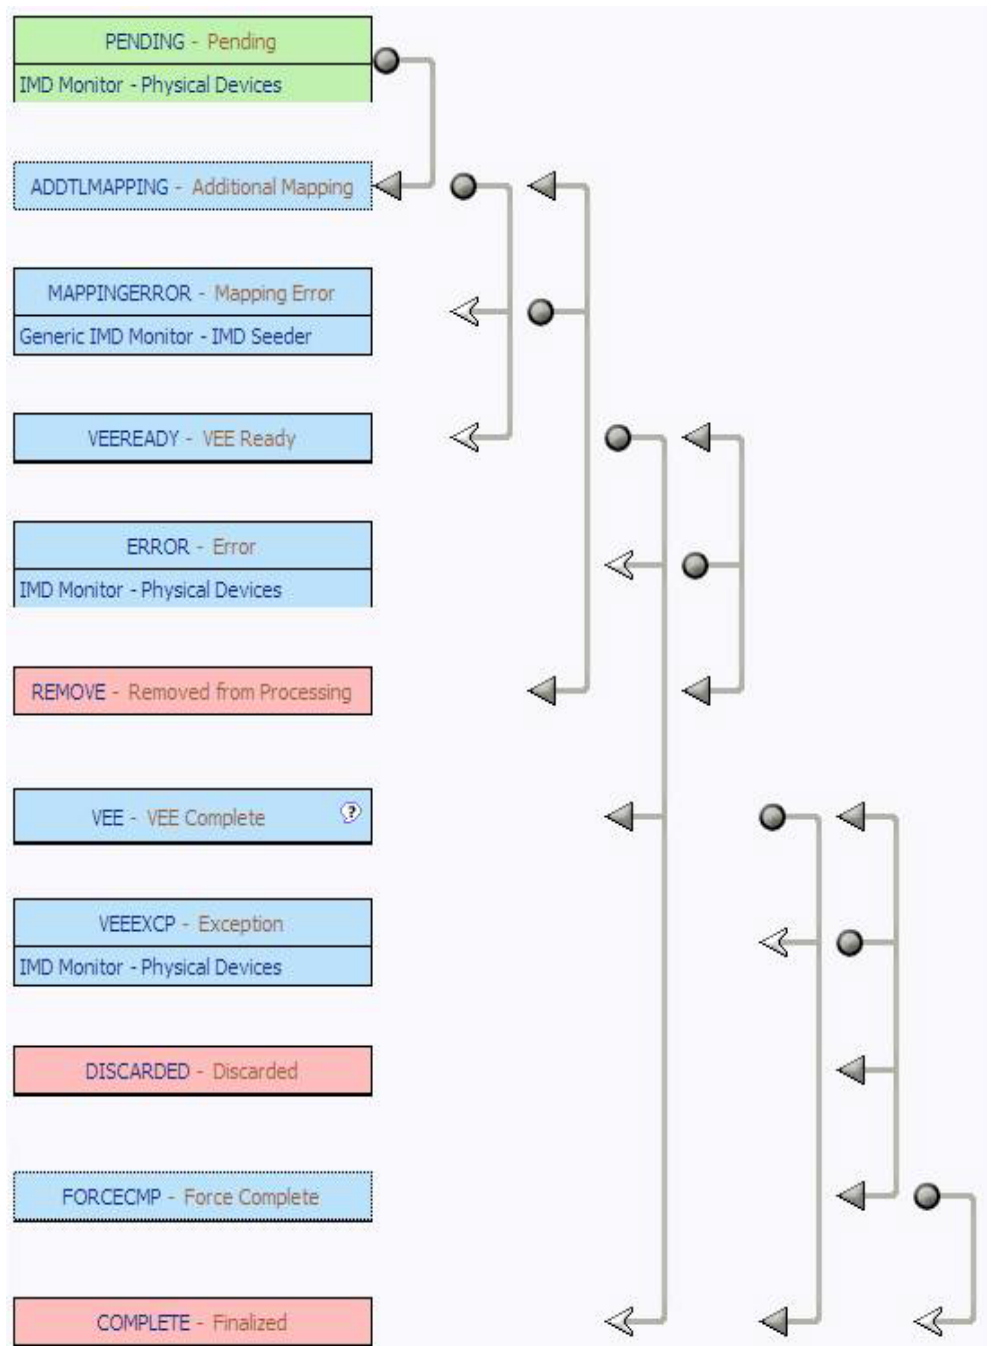 PENDING - Pending
IMD Monitor - Physical Devices
ADDTLMAPPING - Additional Mapping
MAPPINGERROR - Mapping Error
Generic IMD Monitor - IMD Seeder
VEEREADY - VEE Ready
ERROR - Error
IMD Monitor - Physical Devices
REMOVE - Removed from Processing
VEE - VEE Complete ?
VEEEXCP - Exception
IMD Monitor - Physical Devices
DISCARDED - Discarded
FORCECMP - Force Complete
COMPLETE - Finalized